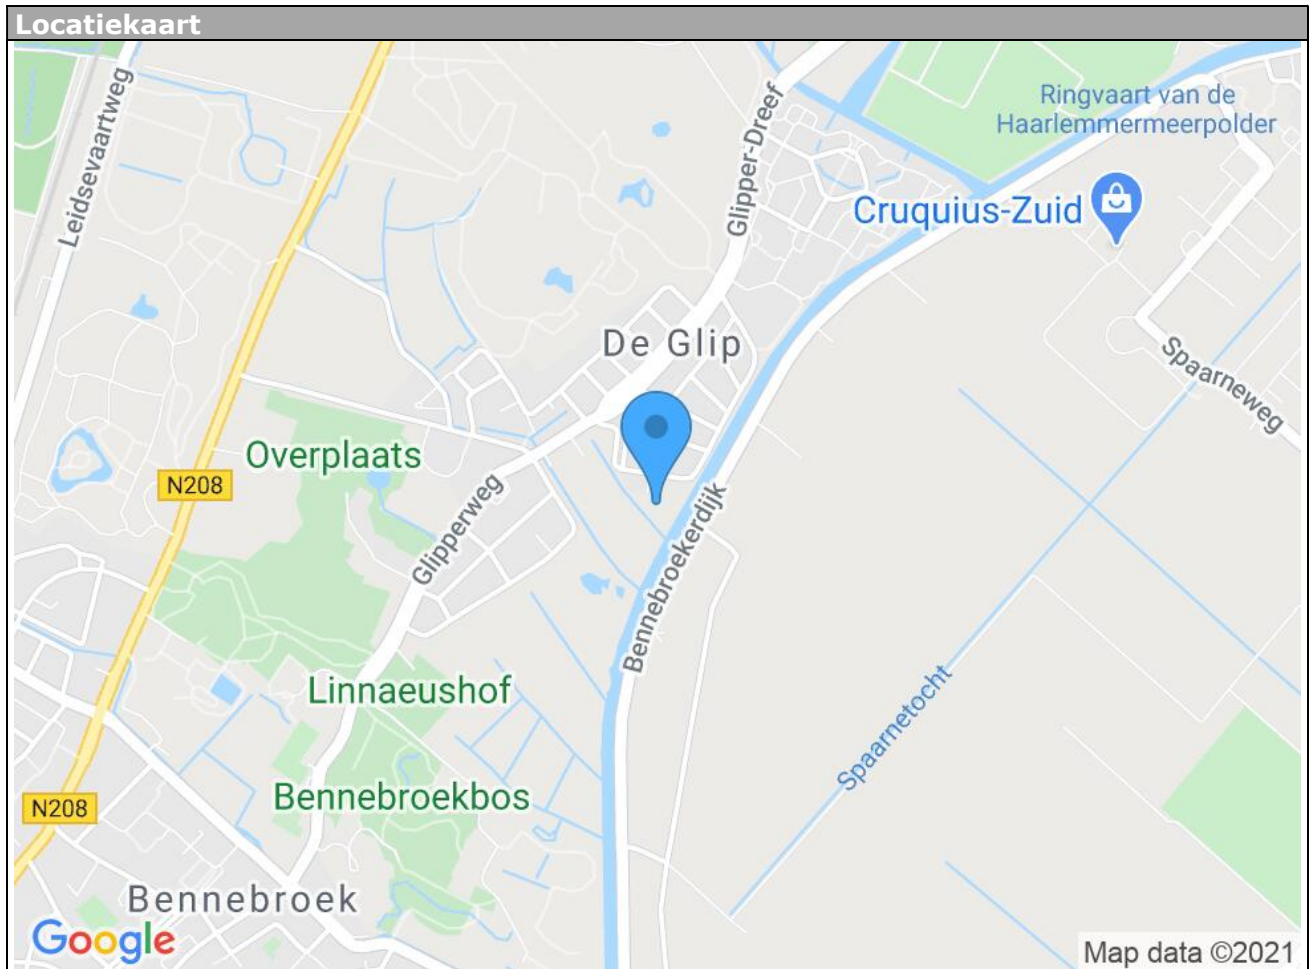 Locatiekaart
Leidsevaartweg
Glipper-Dreef
Ringvaart van de
Haarlemmermeerpolder
Cruquius-Zuid
De Glip
Spaarneweg
Overplaats
N208
Glipperweg
Bennebroekerdijk
Linnaeushof
Spaarnetocht
Bennebroekbos
N208
Bennebroek
Google
Map data ©2021